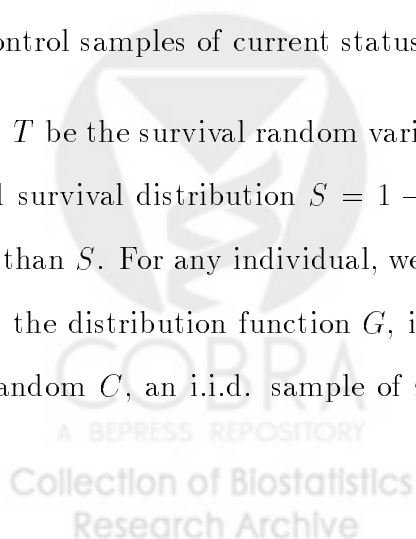 ontrol samples of current status
T be the survival random vari
l survival distribution S = 1 −
than S. For any individual, we
the distribution function G, i
andom C, an i.i.d. sample of s
COBRA
A BEPRESS REPOSITORY
Collection of Biostatistics
Research Archive